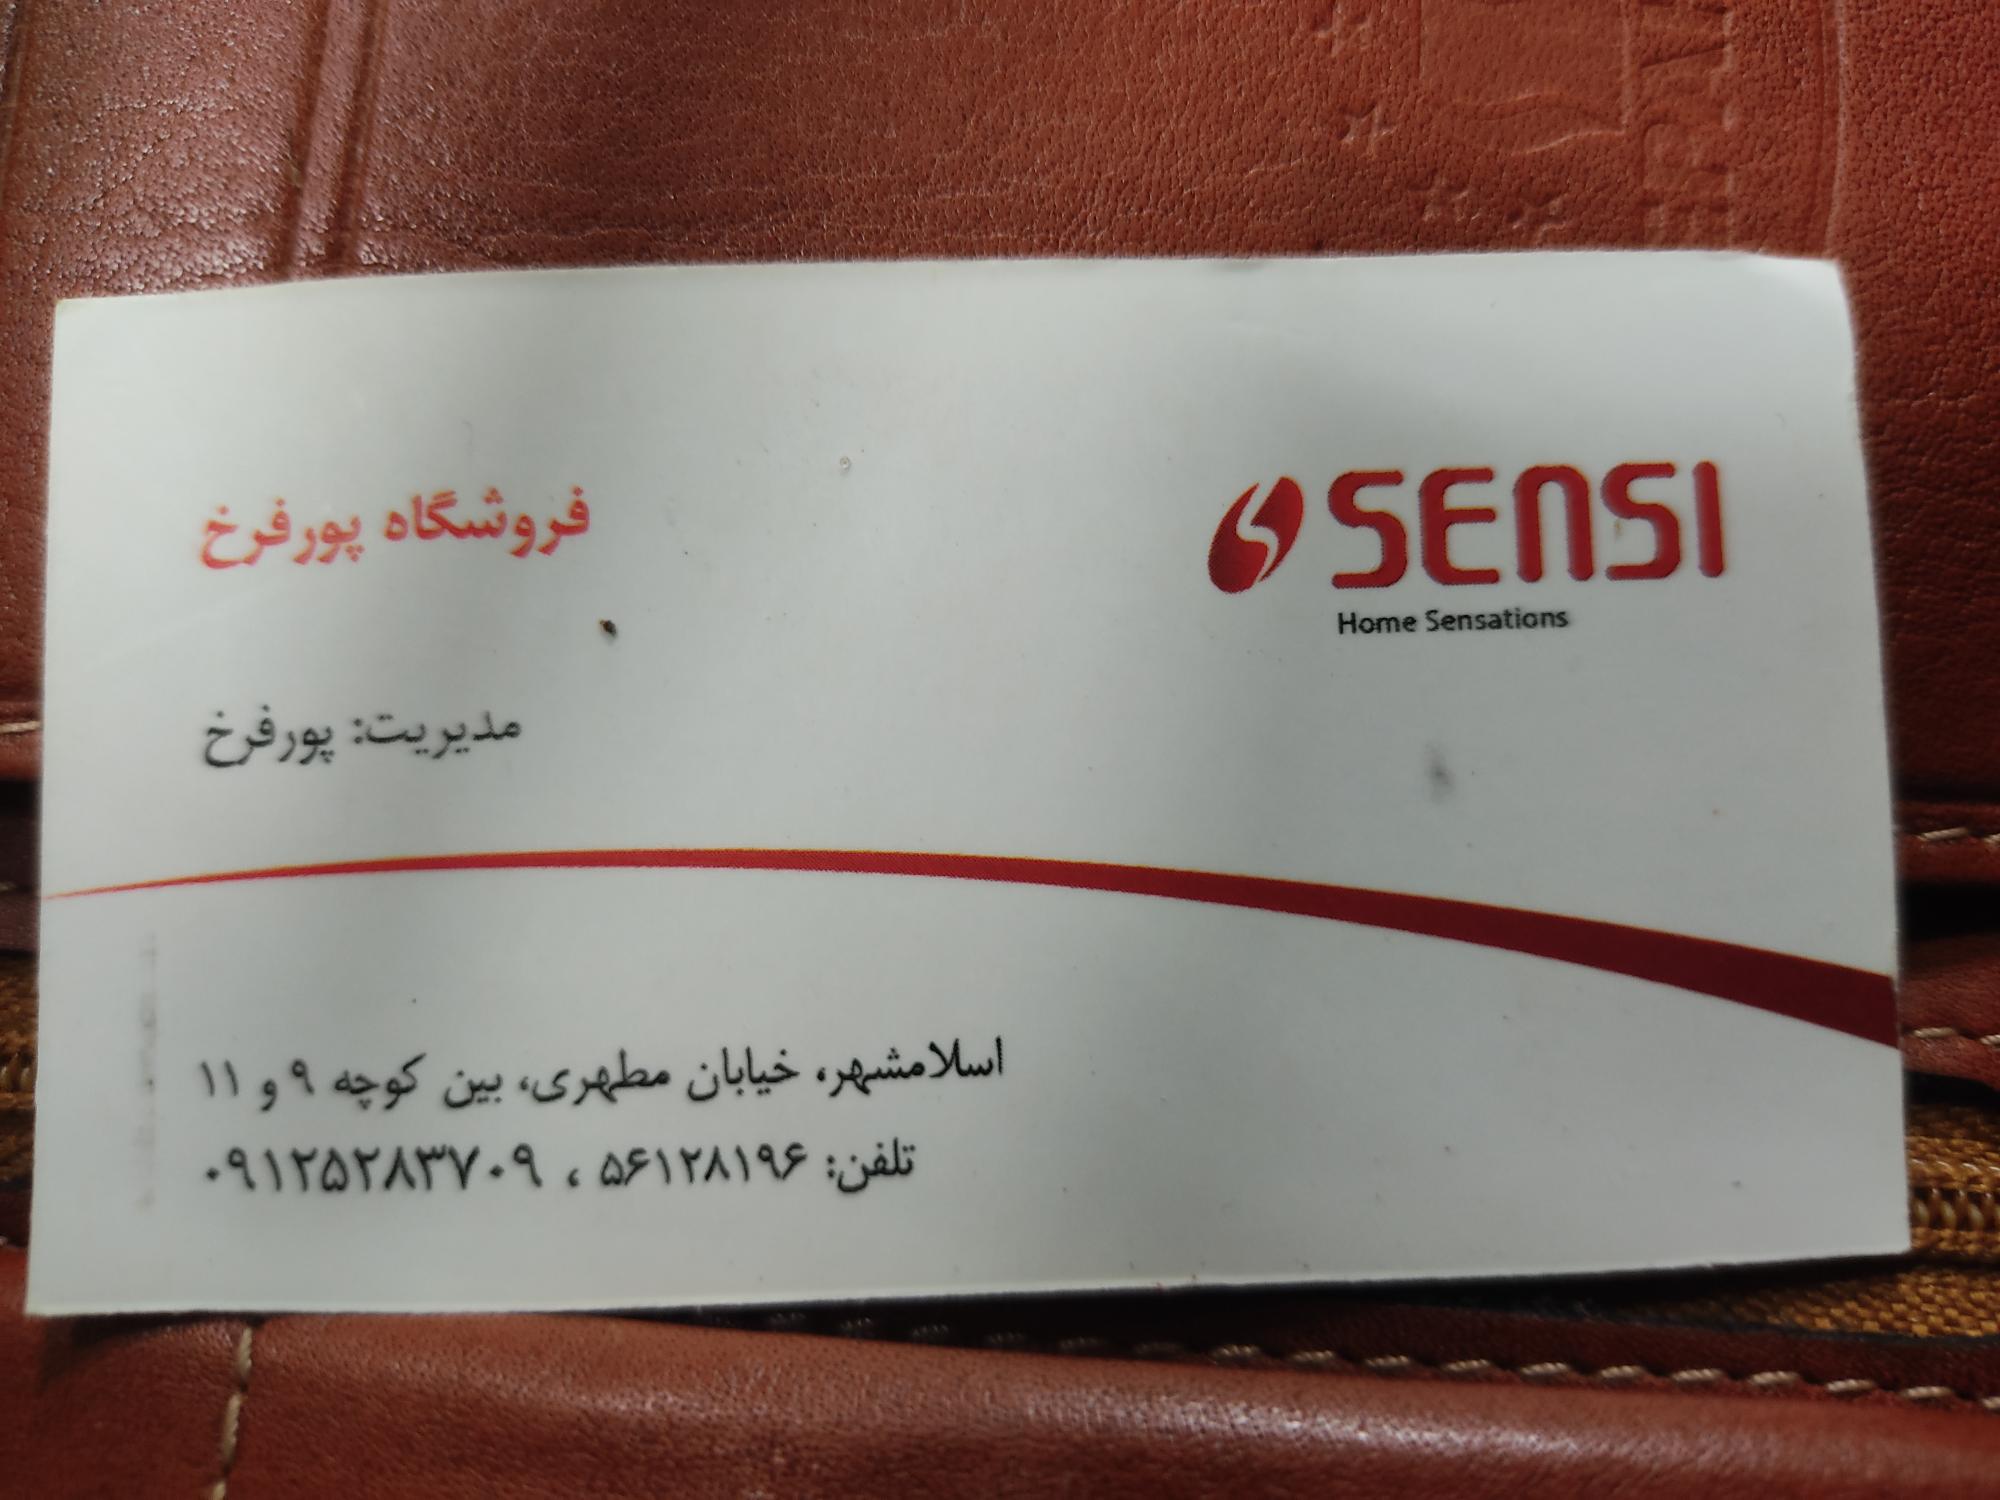 SENSI
Home Sensations
فروشگاه پورفرخ
مدیریت: پورفرخ
اسلامشهر، خیابان مطهری، بین کوچه ۹ و ۱۱
تلفن: ۵۶۱۲۸۱۹۶ ، ۰۹۱۲۵۲۸۳۷۰۹